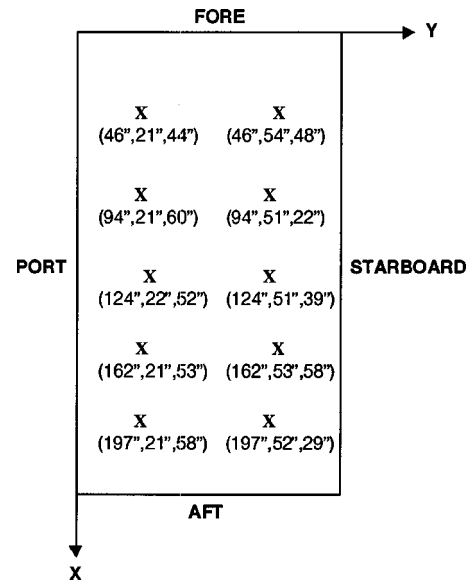 FORE
Y
X X
(46",21",44") (46",54",48")
X X
(94",21",60") (94",51",22")
PORT
X X
STARBOARD
(124",22",52") (124",51",39")
X X
(162",21",53") (162",53",58")
X X
(197",21",58") (197",52",29")
AFT
X